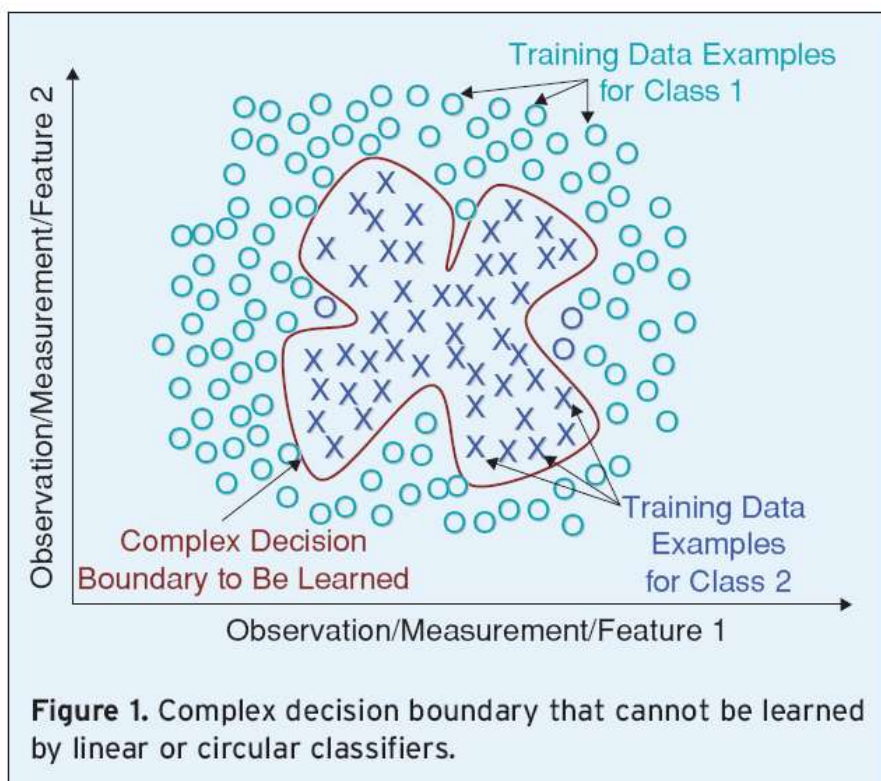 Training Data Examples
for Class 1
Observation/Measurement/Feature 2
Complex Decision
Boundary to Be Learned
Training Data
Examples
for Class 2
Observation/Measurement/Feature 1
Figure 1. Complex decision boundary that cannot be learned
by linear or circular classifiers.